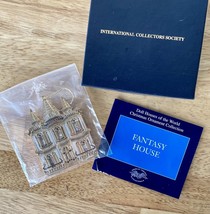 INTERNATIONAL COLLECTORS SOCIETY
Doll Houses of the World
Christmas Ornament Collection
FANTASY
HOUSE